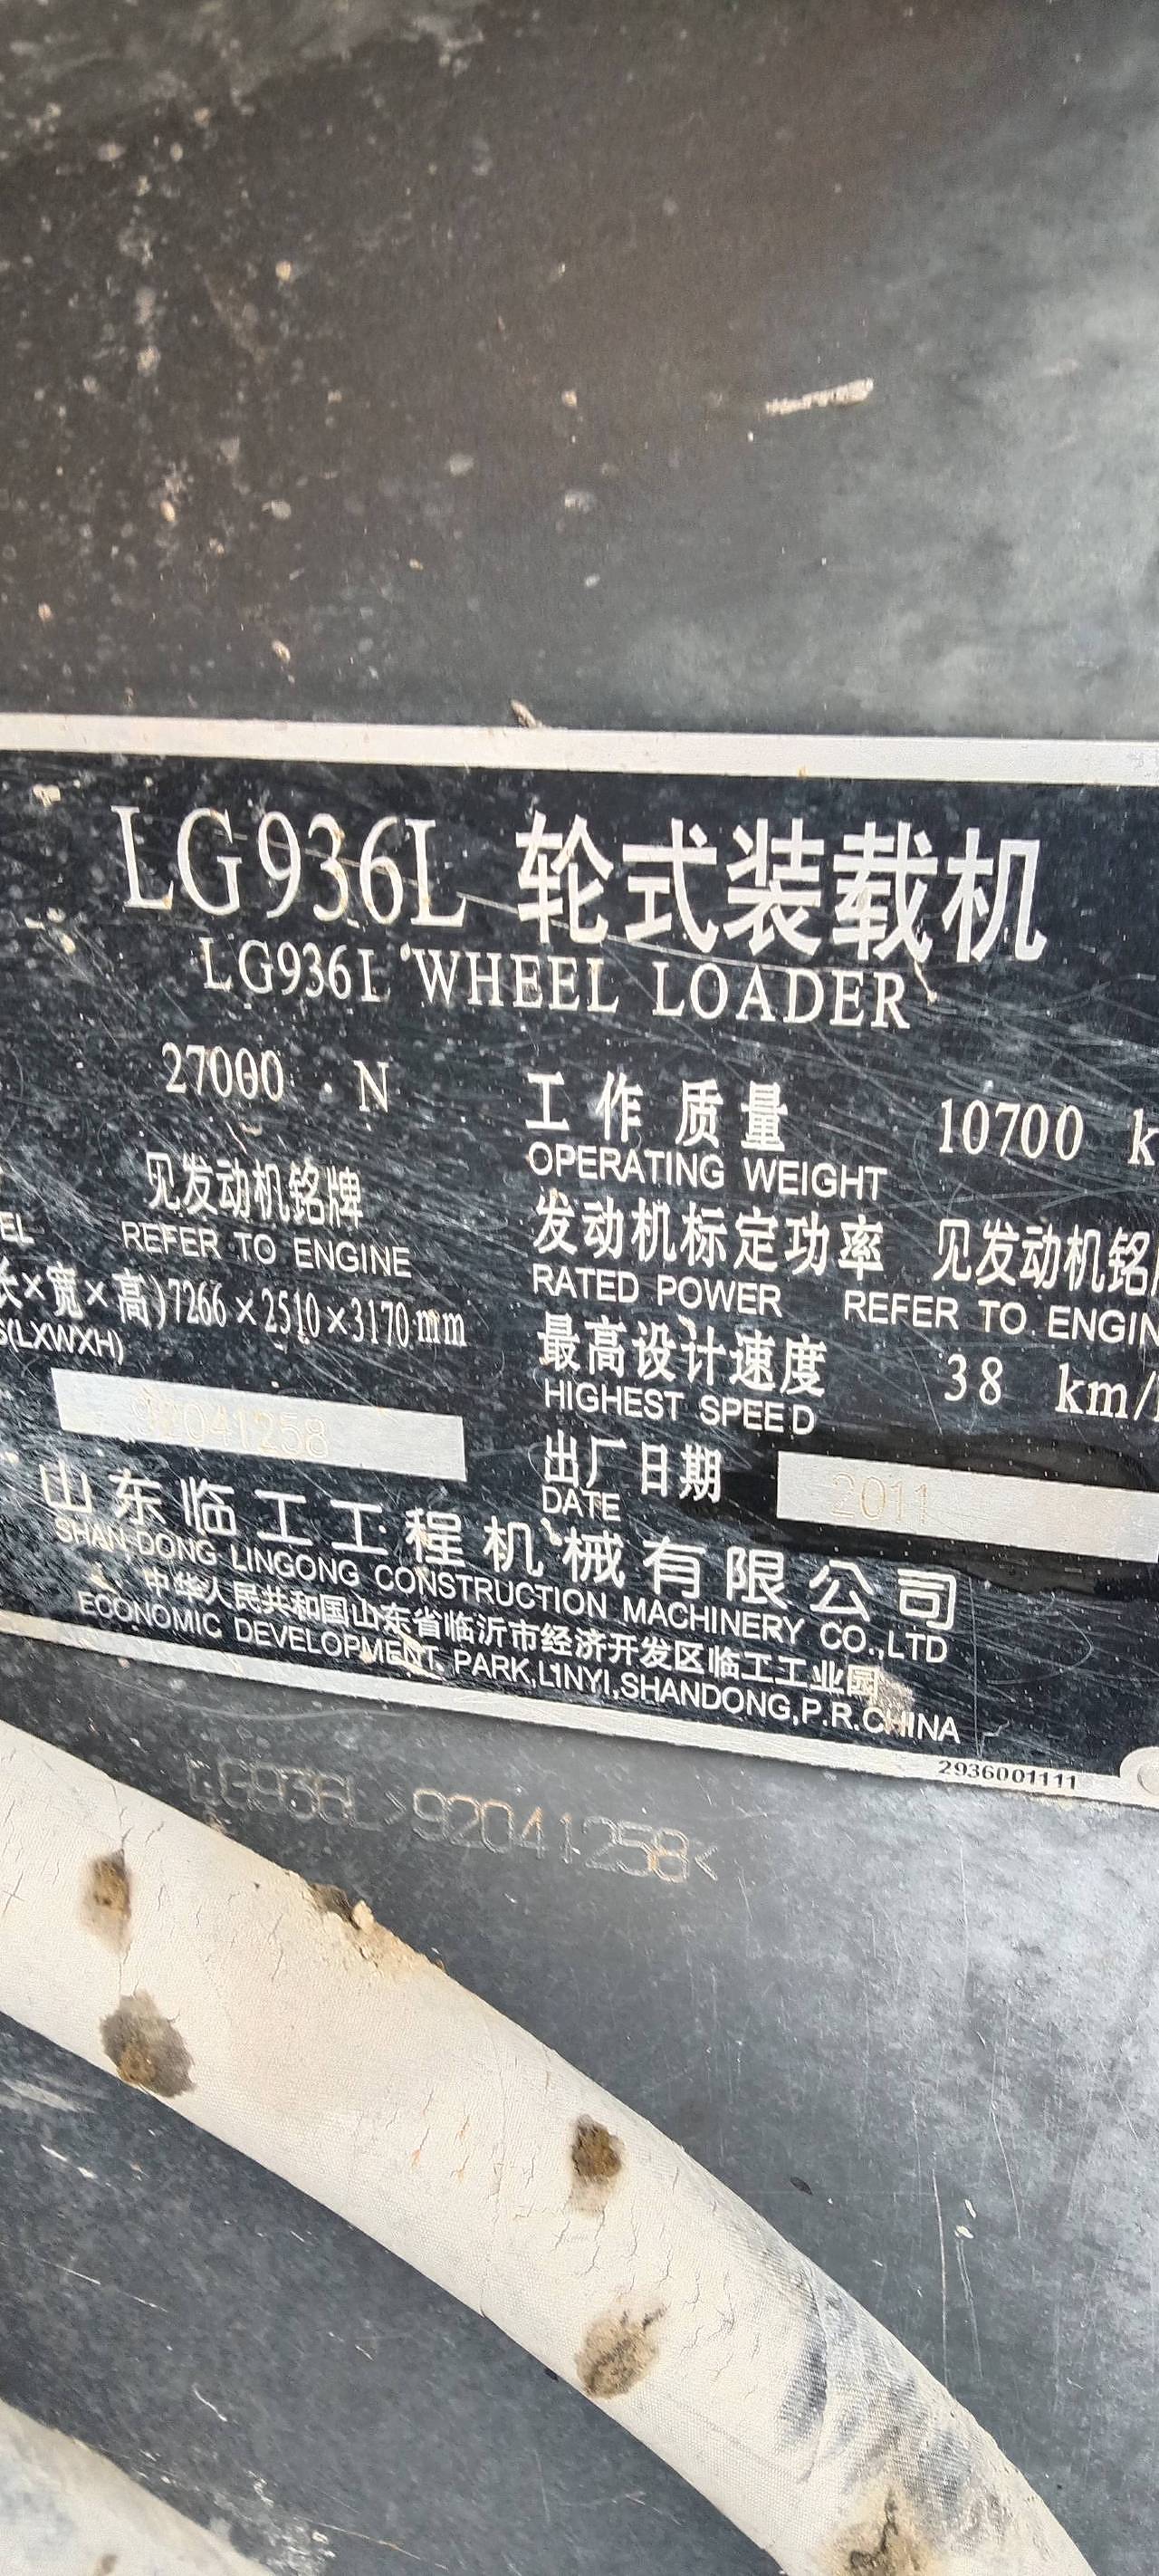 LG936L 轮式装载机
LG936L WHEEL LOADER
27000 N 工作质量 10700 k
OPERATING WEIGHT
见发动机铭牌 发动机标定功率 见发动机铭
EL REFER TO ENGINE RATED POWER REFER TO ENGIN
×宽×高)7266×2510×3170mm 最高设计速度 38 km/
S(LXWXH) HIGHEST SPEED
92041258 出厂日期 2011
DATE
山东临工工程机械有限公司
SHAN DONG LINGONG CONSTRUCTION MACHINERY CO.,LTD
中华人民共和国山东省临沂市经济开发区临工工业园
ECONOMIC DEVELOPMENT PARK,LINYI,SHANDONG,P.R.CHINA
2936001111
LG936L>92041258<